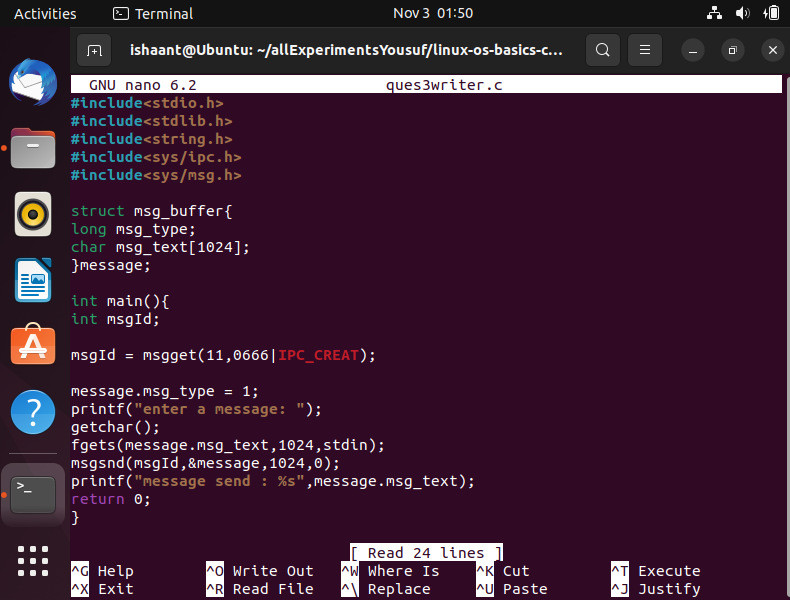 Activities Terminal Nov 3 01:50
ishaant@Ubuntu: ~/allExperimentsYousuf/linux-os-basics-c...
GNU nano 6.2 ques3writer.c
#include<stdio.h>
#include<stdlib.h>
#include<string.h>
#include<sys/ipc.h>
#include<sys/msg.h>
struct msg_buffer{
long msg_type;
char msg_text[1024];
}message;
int main(){
int msgId;
msgId = msgget(11,0666|IPC_CREAT);
message.msg_type = 1;
printf("enter a message: ");
getchar();
fgets(message.msg_text,1024,stdin);
msgsnd(msgId,&message,1024,0);
printf("message send : %s",message.msg_text);
return 0;
}
[ Read 24 lines ]
^G Help ^O Write Out ^W Where Is ^K Cut ^T Execute
^X Exit ^R Read File ^\ Replace ^U Paste ^J Justify